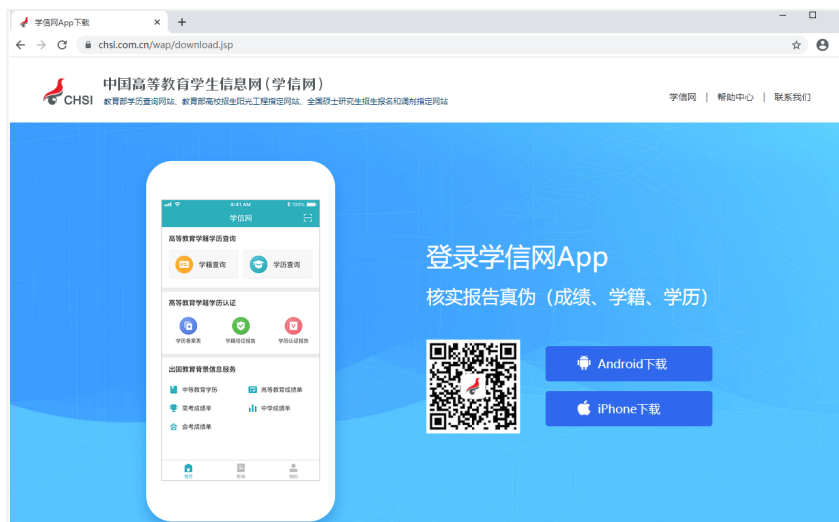 学信网App下载
chsi.com.cn/wap/download.jsp
CHSI
中国高等教育学生信息网(学信网)
教育部学历查询网站、教育部高校招生阳光工程指定网站、全国硕士研究生招生报名和调剂指定网站
学信网 | 帮助中心 | 联系我们
9:41 AM 100%
学信网
高等教育学籍学历查询
学籍查询 学历查询
高等教育学籍学历认证
学历备案表 学籍验证报告 学历认证报告
出国教育背景信息服务
中等教育学历 高等教育成绩单
高考成绩单 中学成绩单
会考成绩单
首页 我的
登录学信网App
核实报告真伪(成绩、学籍、学历)
Android下载
iPhone下载